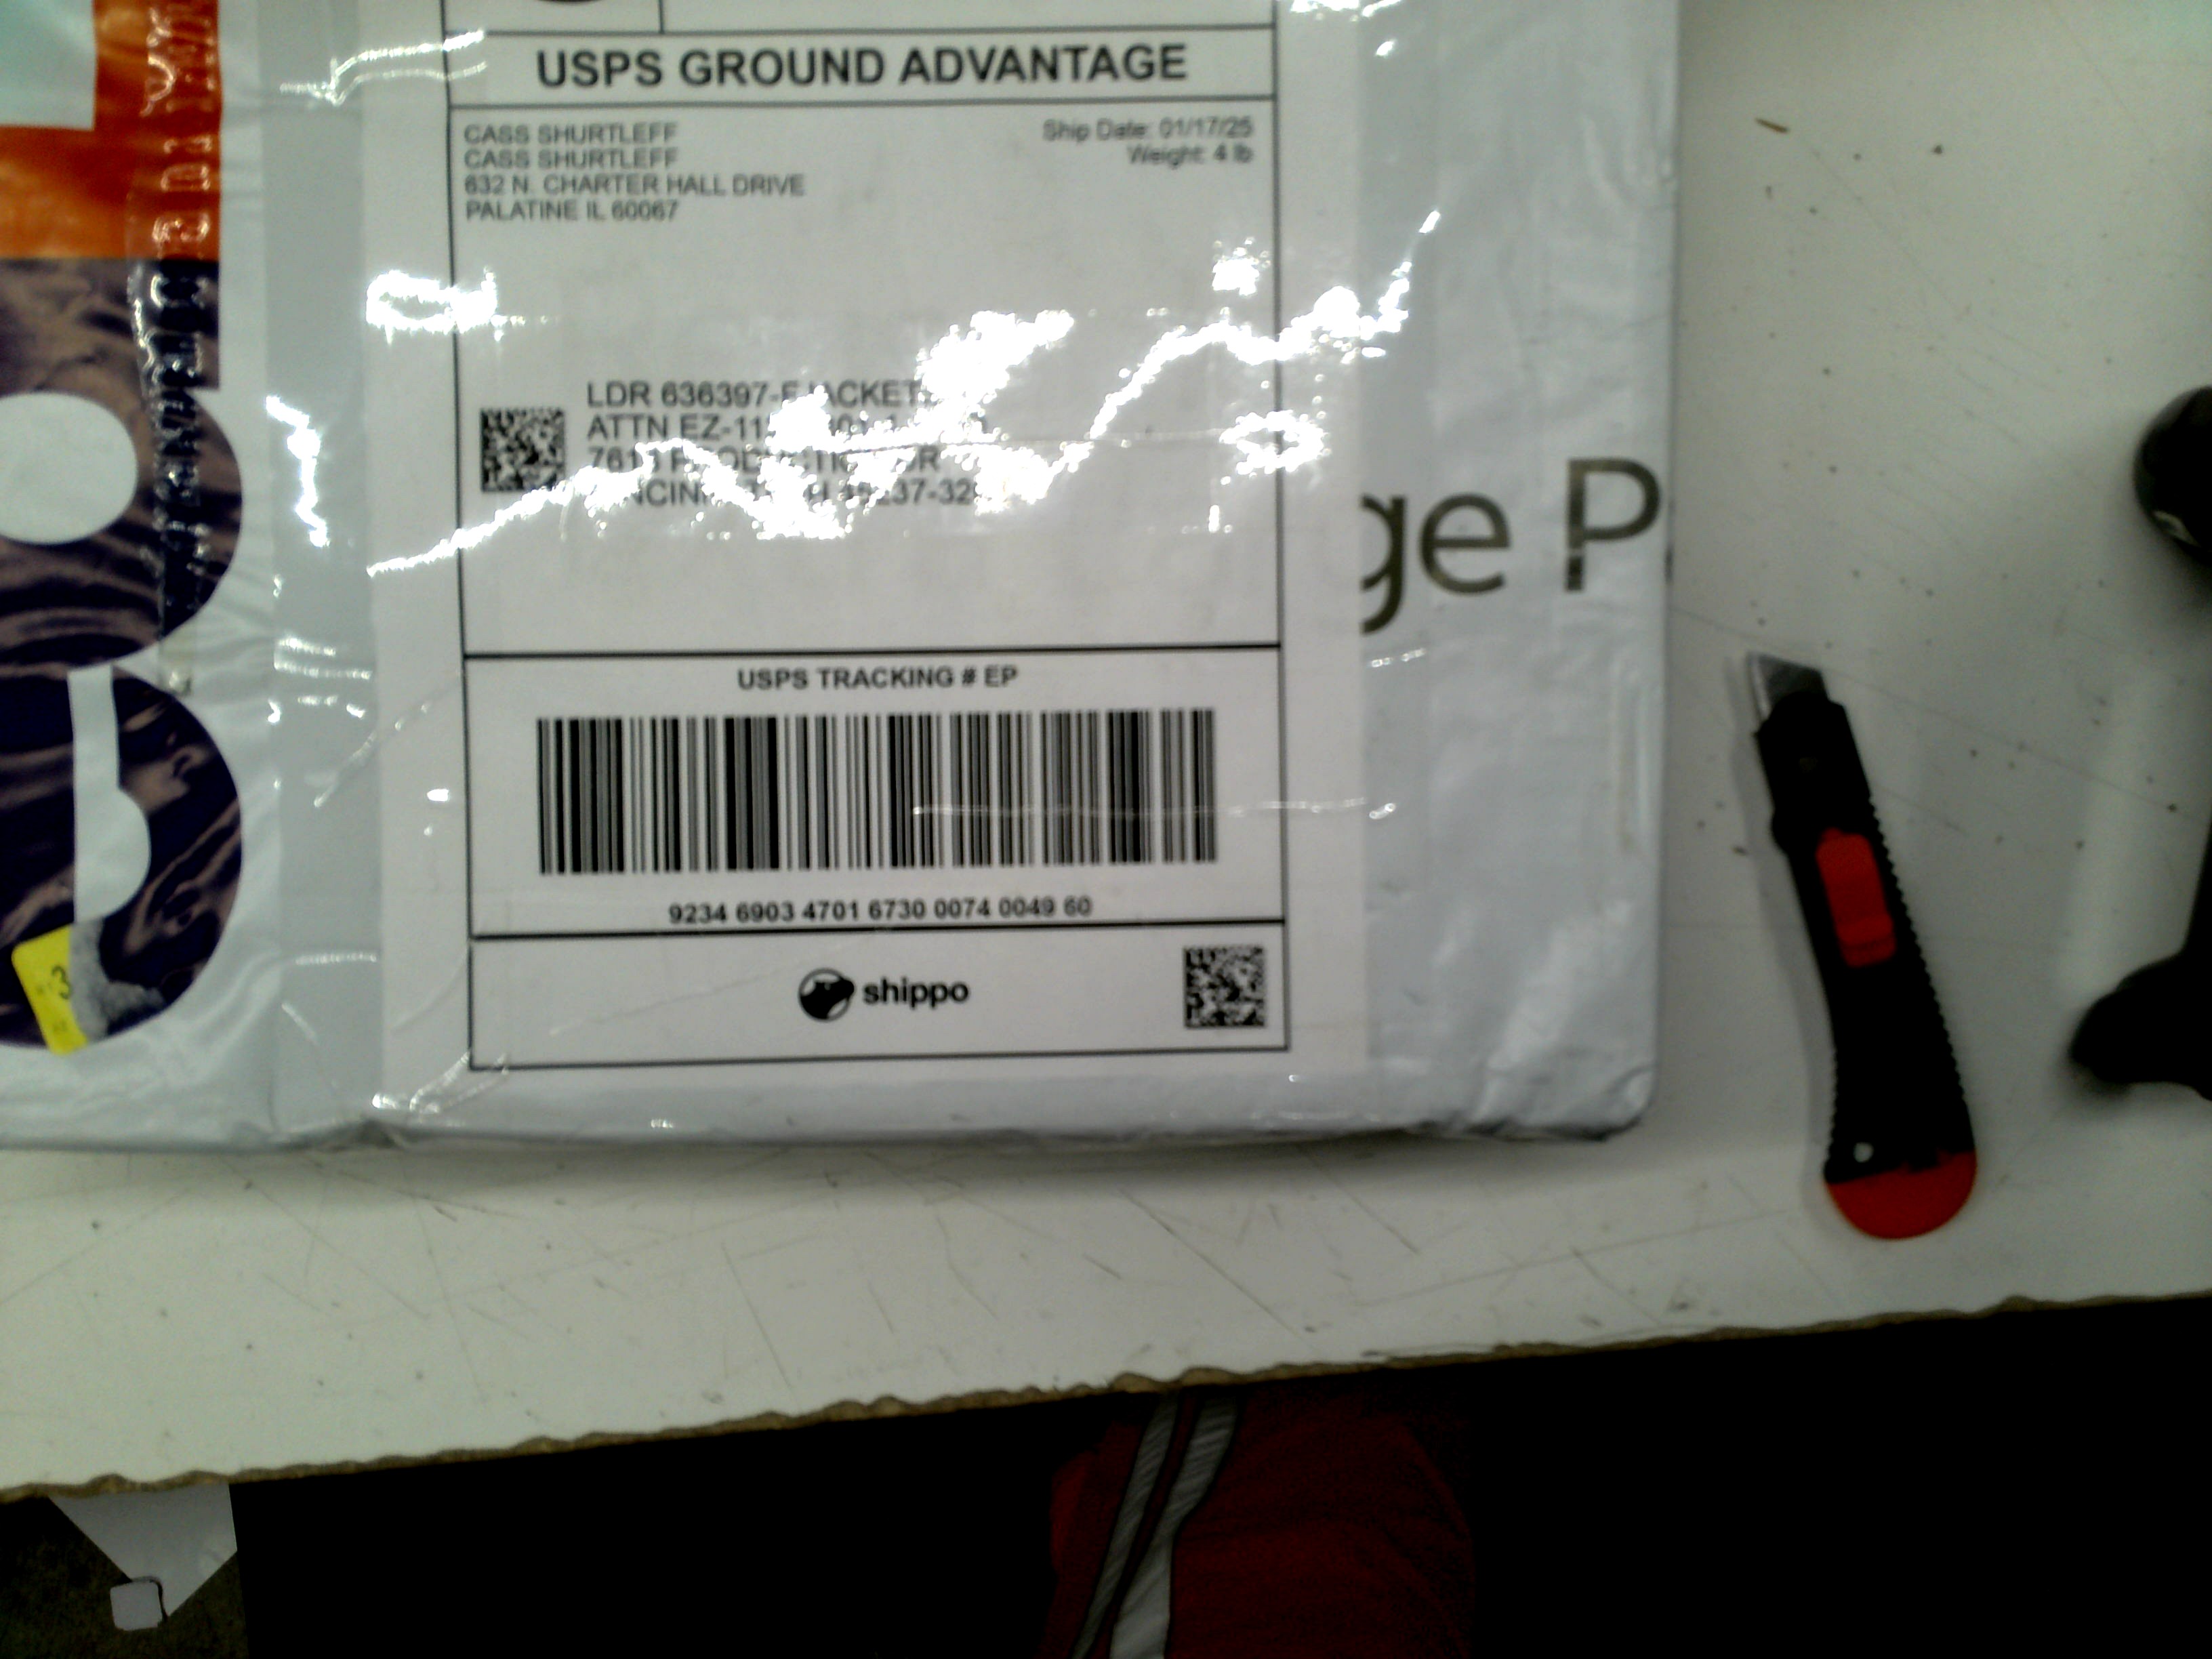 USPS GROUND ADVANTAGE
CASS SHURTLEFF
CASS SHURTLEFF
632 N. CHARTER HALL DRIVE
PALATINE IL 60067
Ship Date: 01/17/25
Weight: 4 lb
LDR
ATTN
ge P
USPS TRACKING # EP
9234 6903 4701 6730 0074 0049 60
shippo
3